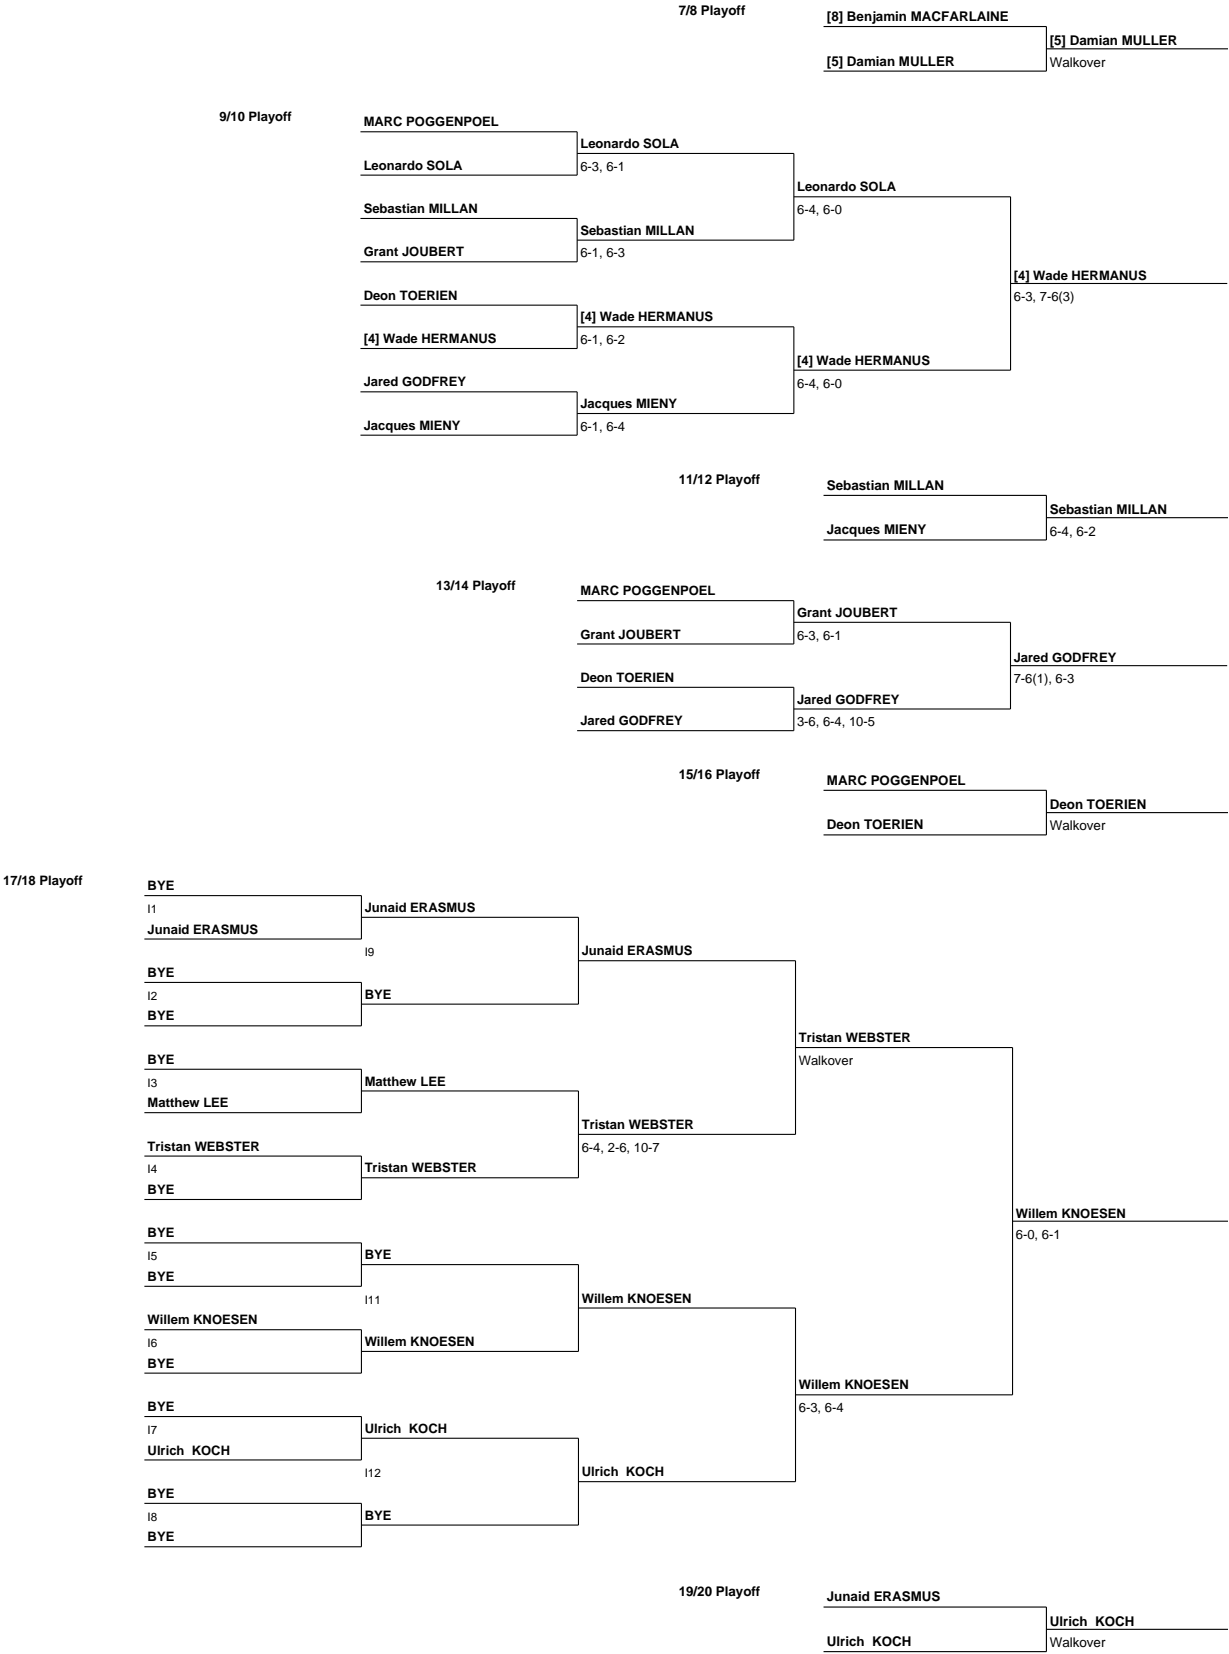 7/8 Playoff
[8] Benjamin MACFARLAINE
[5] Damian MULLER
[5] Damian MULLER
Walkover
9/10 Playoff
MARC POGGENPOEL
Leonardo SOLA
Leonardo SOLA
6-3, 6-1
Leonardo SOLA
6-4, 6-0
Sebastian MILLAN
Sebastian MILLAN
Grant JOUBERT
6-1, 6-3
[4] Wade HERMANUS
6-3, 7-6(3)
Deon TOERIEN
[4] Wade HERMANUS
[4] Wade HERMANUS
6-1, 6-2
[4] Wade HERMANUS
6-4, 6-0
Jared GODFREY
Jacques MIENY
Jacques MIENY
6-1, 6-4
11/12 Playoff
Sebastian MILLAN
Sebastian MILLAN
Jacques MIENY
6-4, 6-2
13/14 Playoff
MARC POGGENPOEL
Grant JOUBERT
Grant JOUBERT
6-3, 6-1
Jared GODFREY
7-6(1), 6-3
Deon TOERIEN
Jared GODFREY
Jared GODFREY
3-6, 6-4, 10-5
15/16 Playoff
MARC POGGENPOEL
Deon TOERIEN
Deon TOERIEN
Walkover
17/18 Playoff
BYE
I1
Junaid ERASMUS
Junaid ERASMUS
I9
Junaid ERASMUS
BYE
I2
BYE
BYE
Tristan WEBSTER
Walkover
BYE
I3
Matthew LEE
Matthew LEE
Tristan WEBSTER
6-4, 2-6, 10-7
Tristan WEBSTER
I4
Tristan WEBSTER
BYE
Willem KNOESEN
6-0, 6-1
BYE
I5
BYE
BYE
I11
Willem KNOESEN
Willem KNOESEN
I6
Willem KNOESEN
BYE
Willem KNOESEN
6-3, 6-4
BYE
I7
Ulrich KOCH
Ulrich KOCH
I12
Ulrich KOCH
BYE
I8
BYE
BYE
19/20 Playoff
Junaid ERASMUS
Ulrich KOCH
Ulrich KOCH
Walkover